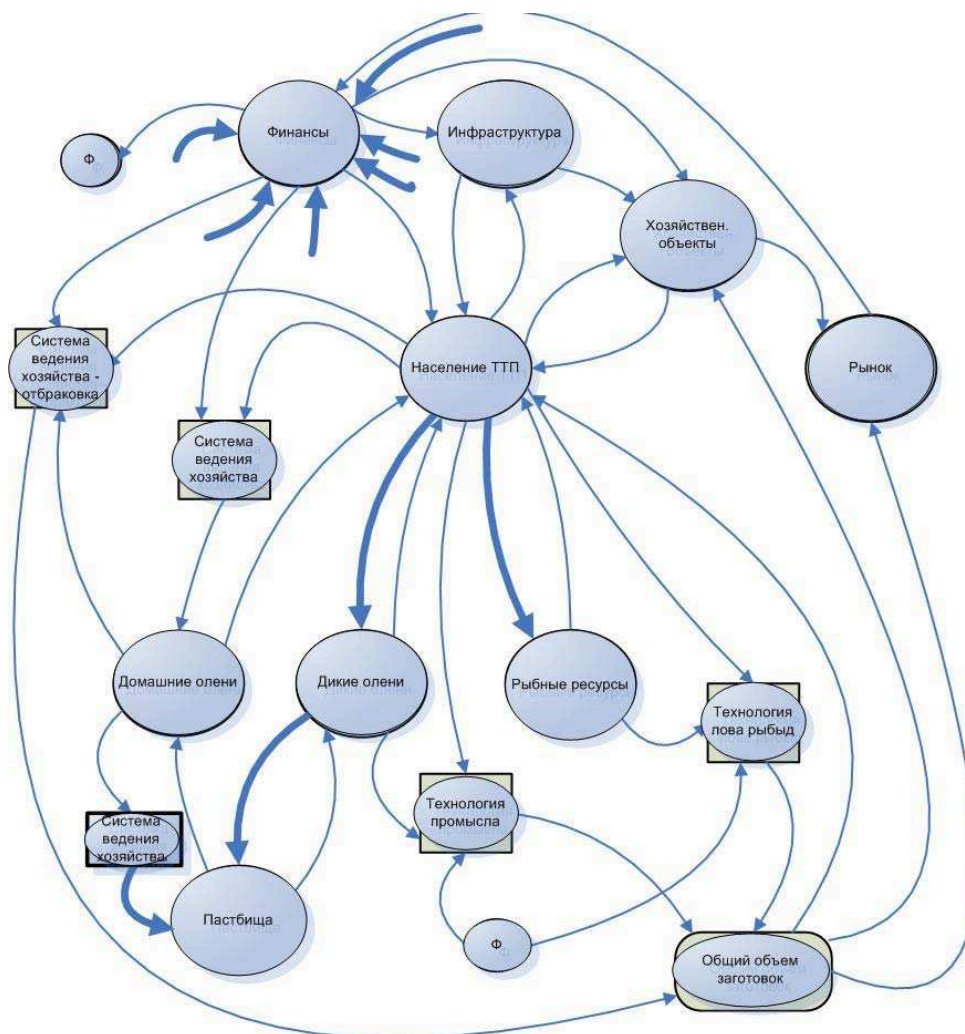 Финансы
Инфраструктура
Ф
Хозяйствен.
объекты
Система
ведения
хозяйства -
отбраковка
Население ТТП
Рынок
Система
ведения
хозяйства
Домашние олени
Дикие олени
Рыбные ресурсы
Технология
лова рыбыд
Технология
промысла
Система
ведения
хозяйства
Пастбища
Ф
Общий объем
заготовок